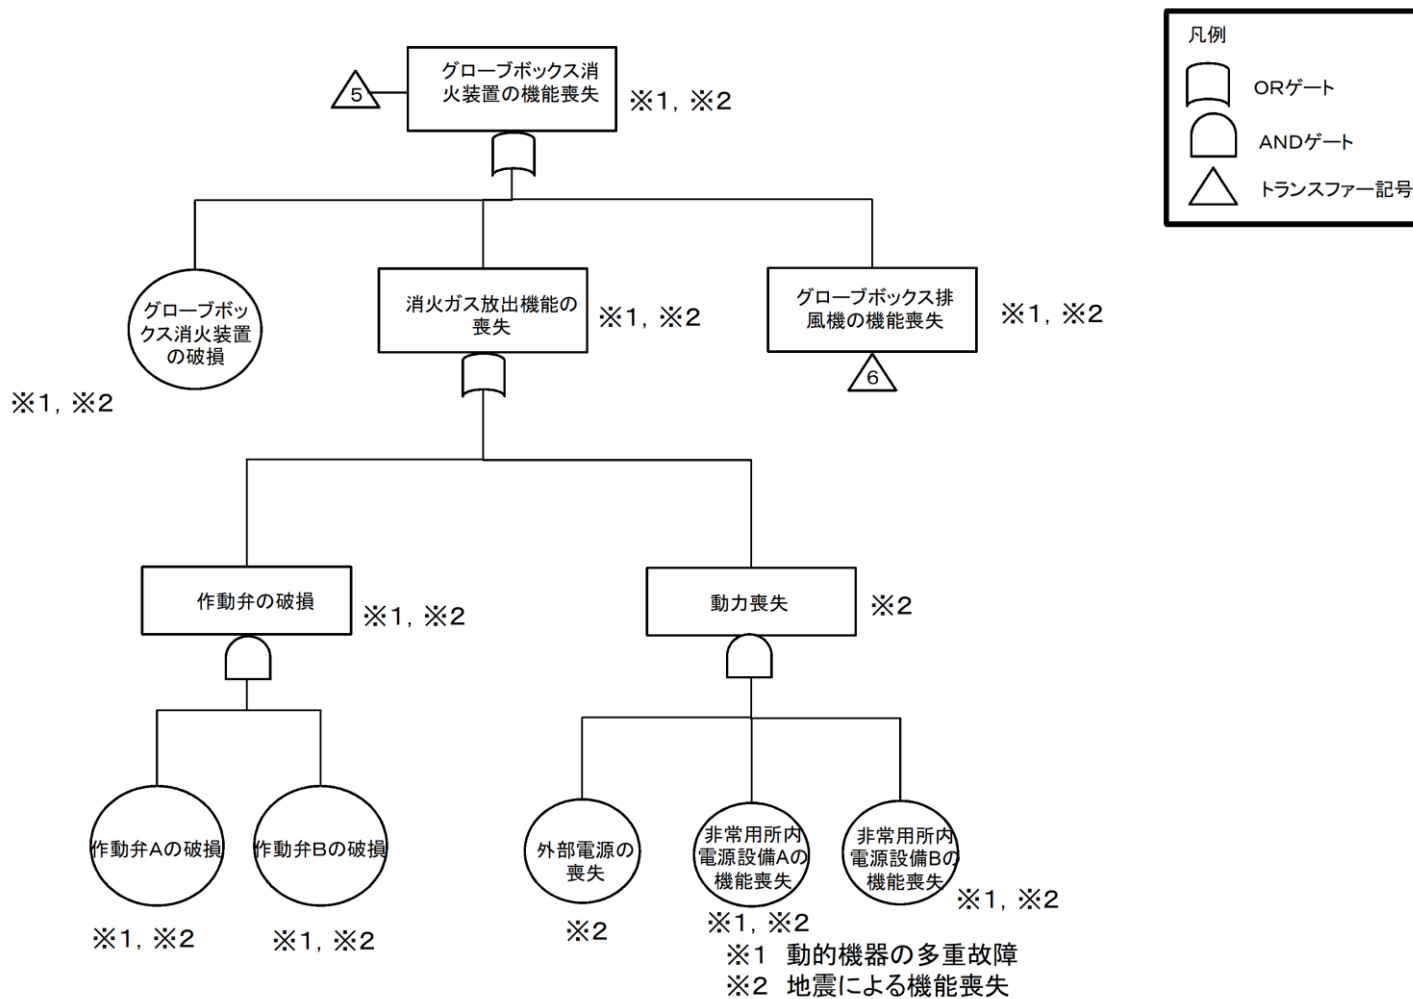 凡例
ORゲート
ANDゲート
トランスファー記号
5
グローブボックス消
火装置の機能喪失
※1, ※2
グローブボッ
クス消火装置
の破損
※1, ※2
消火ガス放出機能の
喪失
※1, ※2
グローブボックス排
風機の機能喪失
※1, ※2
6
作動弁の破損
※1, ※2
動力喪失
※2
作動弁Aの破損
※1, ※2
作動弁Bの破損
※1, ※2
外部電源の
喪失
※2
非常用所内
電源設備Aの
機能喪失
※1, ※2
非常用所内
電源設備Bの
機能喪失
※1, ※2
※1 動的機器の多重故障
※2 地震による機能喪失